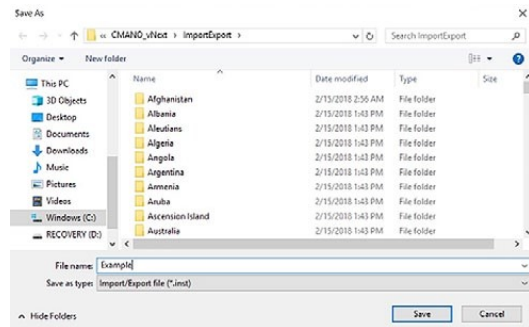 Save As
« CMANO_vNext > ImportExport >
Search ImportExport
Organize
New folder
Name
Date modified
Type
Size
This PC
3D Objects
Desktop
Documents
Downloads
Music
Pictures
Videos
Windows (C:)
RECOVERY (D:)
Afghanistan 2/15/2018 2:56 AM File folder
Albania 2/15/2018 1:43 PM File folder
Aleutians 2/15/2018 1:43 PM File folder
Algeria 2/15/2018 1:43 PM File folder
Angola 2/15/2018 1:43 PM File folder
Argentina 2/15/2018 1:43 PM File folder
Armenia 2/15/2018 1:43 PM File folder
Aruba 2/15/2018 1:43 PM File folder
Ascension Island 2/15/2018 1:43 PM File folder
Australia 2/15/2018 1:43 PM File folder
File name: Example
Save as type: Import/Export file (*.inst)
Hide Folders
Save
Cancel